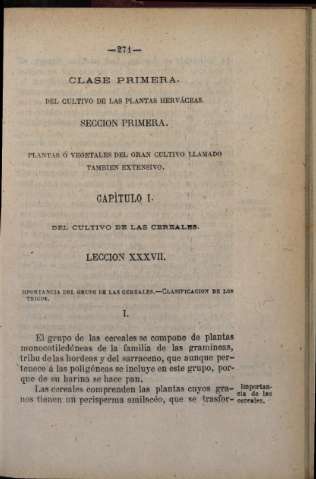 —271—
CLASE PRIMERA.
DEL CULTIVO DE LAS PLANTAS HERVÁCEAS.
SECCION PRIMERA.
PLANTAS Ó VEGETALES DEL GRAN CULTIVO LLAMADO
TAMBIEN EXTENSIVO.
CAPÍTULO I.
DEL CULTIVO DE LAS CEREALES.
LECCION XXXVII.
MPORTANCIA DEL GRUPO DE LAS CEREALES.—CLASIFICACION DE LOS
TRIGOS.
I.
El grupo de las cereales se compone de plantas
monocotiledóneas de la familia de las gramíneas,
tribu de las hordeas y del sarraceno, que aunque per-
tenece á las poligóneas se incluye en este grupo, por-
que de su harina se hace pan.
Las cereales comprenden las plantas cuyos gra-
nos tienen un perisperma amiláceo, que se trasfor-
Importan-
cia de las
cereales.